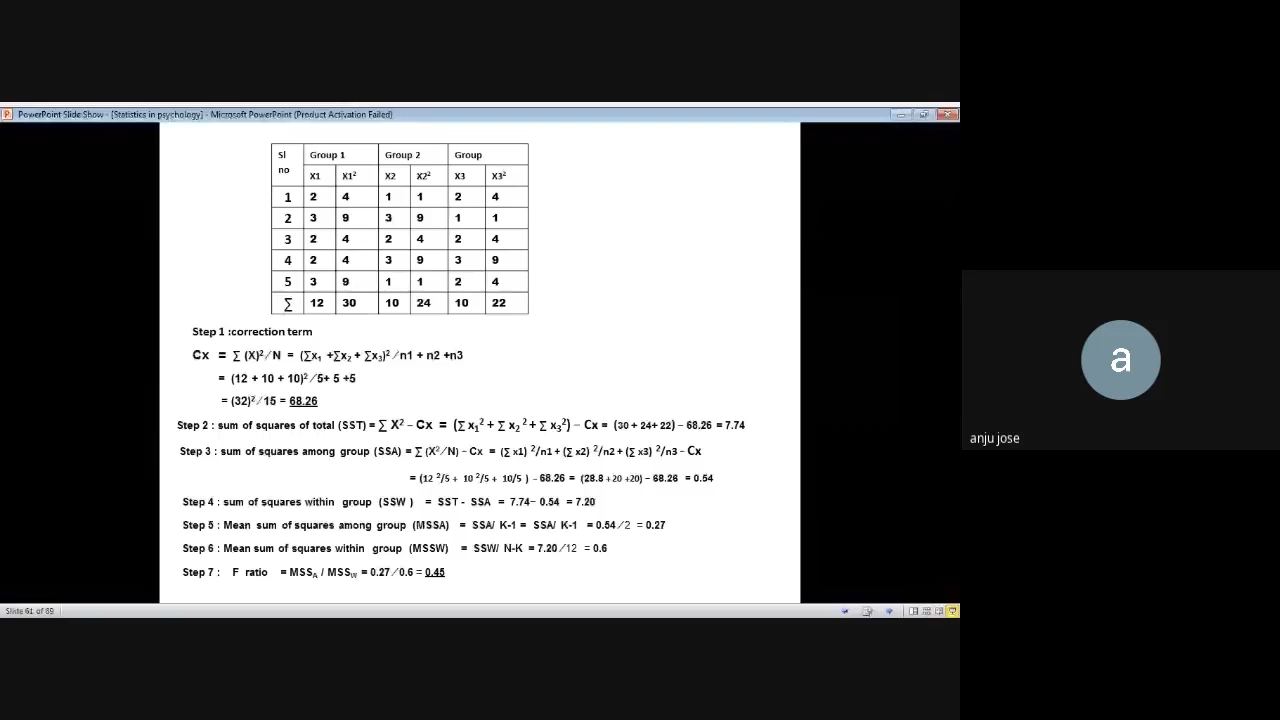 PowerPoint Slide Show - [Statistics in psychology] - Microsoft PowerPoint (Product Activation Failed)
Sl no Group 1 Group 2 Group
X1 X1² X2 X2² X3 X3²
1 2 4 1 1 2 4
2 3 9 3 9 1 1
3 2 4 2 4 2 4
4 2 4 3 9 3 9
5 3 9 1 1 2 4
∑ 12 30 10 24 10 22
Step 1 :correction term
Cx = ∑ (X)²/N = (∑x₁ +∑x₂ + ∑x₃)²/n1 + n2 +n3
= (12 + 10 + 10)²/5+ 5 +5
= (32)²/15 = 68.26
Step 2 : sum of squares of total (SST) = ∑ X² – Cx = (∑ x₁² + ∑ x₂² + ∑ x₃²) – Cx = (30 + 24+ 22) – 68.26 = 7.74
Step 3 : sum of squares among group (SSA) = ∑ (X²/N) – Cx = (∑ x1) ²/n1 + (∑ x2) ²/n2 + (∑ x3) ²/n3 – Cx
= (12 ²/5 + 10 ²/5 + 10/5 ) – 68.26 = (28.8 +20 +20) – 68.26 = 0.54
Step 4 : sum of squares within group (SSW ) = SST - SSA = 7.74– 0.54 = 7.20
Step 5 : Mean sum of squares among group (MSSA) = SSA/ K-1 = SSA/ K-1 = 0.54/2 = 0.27
Step 6 : Mean sum of squares within group (MSSW) = SSW/ N-K = 7.20/12 = 0.6
Step 7 : F ratio = MSSA / MSSW = 0.27/0.6 = 0.45
Slide 61 of 69
a
anju jose